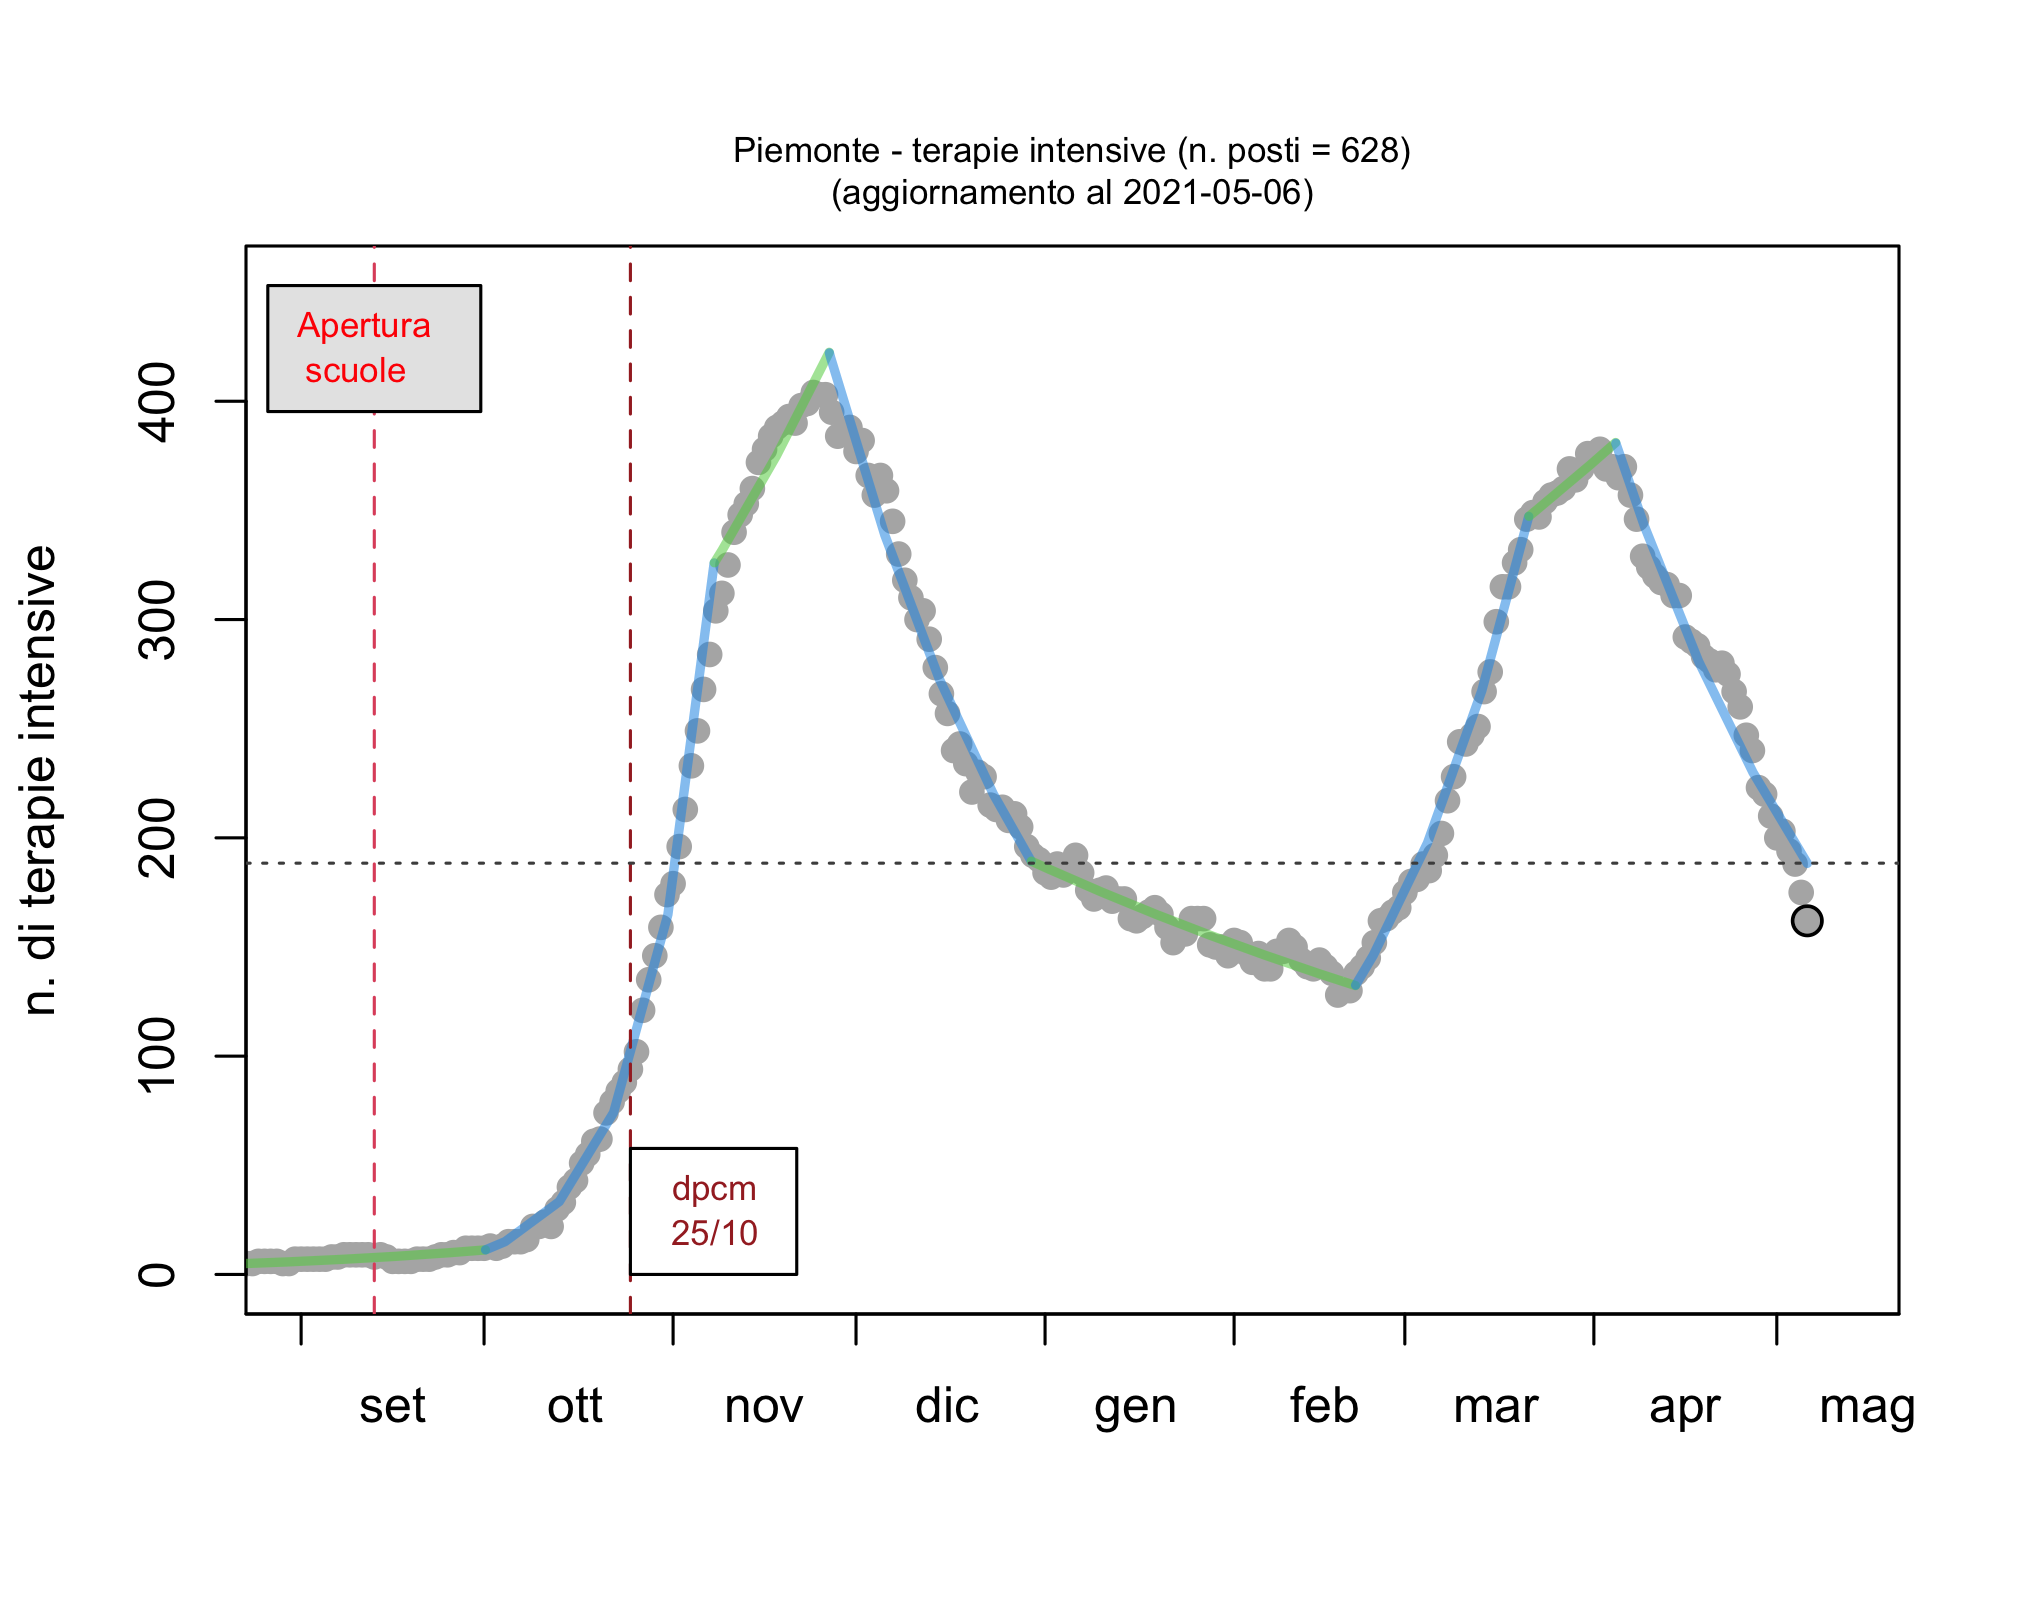 Piemonte - terapie intensive (n. posti = 628)
(aggiornamento al 2021-05-06)
Apertura
scuole
n. di terapie intensive
400
300
200
100
0
dpcm
25/10
set ott nov dic gen feb mar apr mag